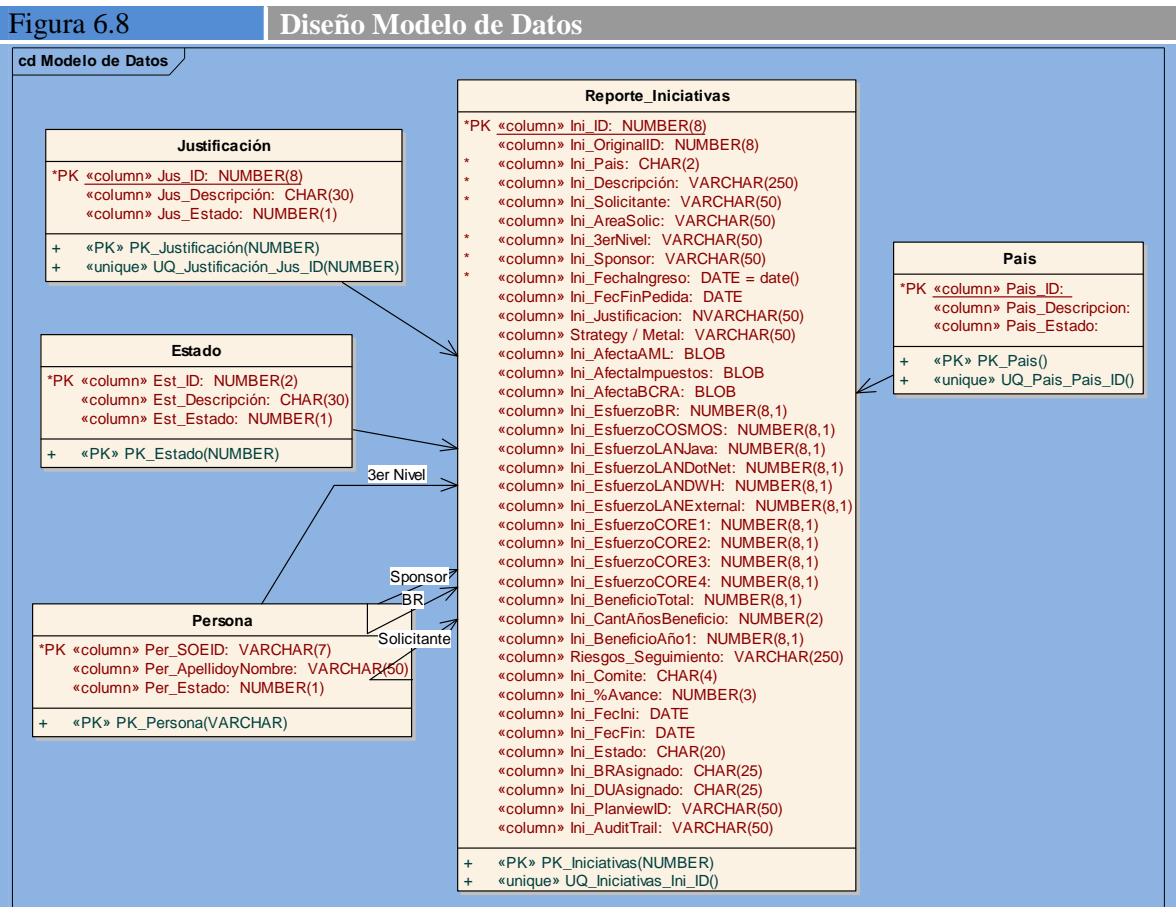 Figura 6.8
Diseño Modelo de Datos
cd Modelo de Datos
Justificación
*PK «column» Jus_ID: NUMBER(8)
«column» Jus_Descripción: CHAR(30)
«column» Jus_Estado: NUMBER(1)
+ «PK» PK_Justificación(NUMBER)
+ «unique» UQ_Justificación_Jus_ID(NUMBER)
Estado
*PK «column» Est_ID: NUMBER(2)
«column» Est_Descripción: CHAR(30)
«column» Est_Estado: NUMBER(1)
+ «PK» PK_Estado(NUMBER)
3er Nivel
Sponsor
BR
Solicitante
Persona
*PK «column» Per_SOEID: VARCHAR(7)
«column» Per_ApellidoyNombre: VARCHAR(50)
«column» Per_Estado: NUMBER(1)
+ «PK» PK_Persona(VARCHAR)
Reporte_Iniciativas
*PK «column» Ini_ID: NUMBER(8)
«column» Ini_OriginalID: NUMBER(8)
* «column» Ini_Pais: CHAR(2)
* «column» Ini_Descripción: VARCHAR(250)
* «column» Ini_Solicitante: VARCHAR(50)
«column» Ini_AreaSolic: VARCHAR(50)
* «column» Ini_3erNivel: VARCHAR(50)
* «column» Ini_Sponsor: VARCHAR(50)
* «column» Ini_FechaIngreso: DATE = date()
«column» Ini_FecFinPedida: DATE
«column» Ini_Justificacion: NVARCHAR(50)
«column» Strategy / Metal: VARCHAR(50)
«column» Ini_AfectaAML: BLOB
«column» Ini_AfectaImpuestos: BLOB
«column» Ini_AfectaBCRA: BLOB
«column» Ini_EsfuerzoBR: NUMBER(8,1)
«column» Ini_EsfuerzoCOSMOS: NUMBER(8,1)
«column» Ini_EsfuerzoLANJava: NUMBER(8,1)
«column» Ini_EsfuerzoLANDotNet: NUMBER(8,1)
«column» Ini_EsfuerzoLANDWH: NUMBER(8,1)
«column» Ini_EsfuerzoLANExternal: NUMBER(8,1)
«column» Ini_EsfuerzoCORE1: NUMBER(8,1)
«column» Ini_EsfuerzoCORE2: NUMBER(8,1)
«column» Ini_EsfuerzoCORE3: NUMBER(8,1)
«column» Ini_EsfuerzoCORE4: NUMBER(8,1)
«column» Ini_BeneficioTotal: NUMBER(8,1)
«column» Ini_CantAñosBeneficio: NUMBER(2)
«column» Ini_BeneficioAño1: NUMBER(8,1)
«column» Riesgos_Seguimiento: VARCHAR(250)
«column» Ini_Comite: CHAR(4)
«column» Ini_%Avance: NUMBER(3)
«column» Ini_FecIni: DATE
«column» Ini_FecFin: DATE
«column» Ini_Estado: CHAR(20)
«column» Ini_BRAsignado: CHAR(25)
«column» Ini_DUAsignado: CHAR(25)
«column» Ini_PlanviewID: VARCHAR(50)
«column» Ini_AuditTrail: VARCHAR(50)
+ «PK» PK_Iniciativas(NUMBER)
+ «unique» UQ_Iniciativas_Ini_ID()
Pais
*PK «column» Pais_ID:
«column» Pais_Descripcion:
«column» Pais_Estado:
+ «PK» PK_Pais()
+ «unique» UQ_Pais_Pais_ID()